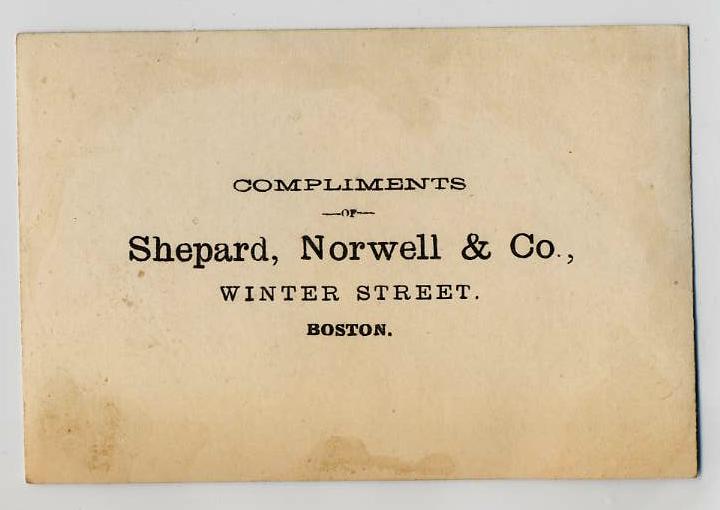 COMPLIMENTS
—OF—
Shepard, Norwell & Co.,
WINTER STREET.
BOSTON.